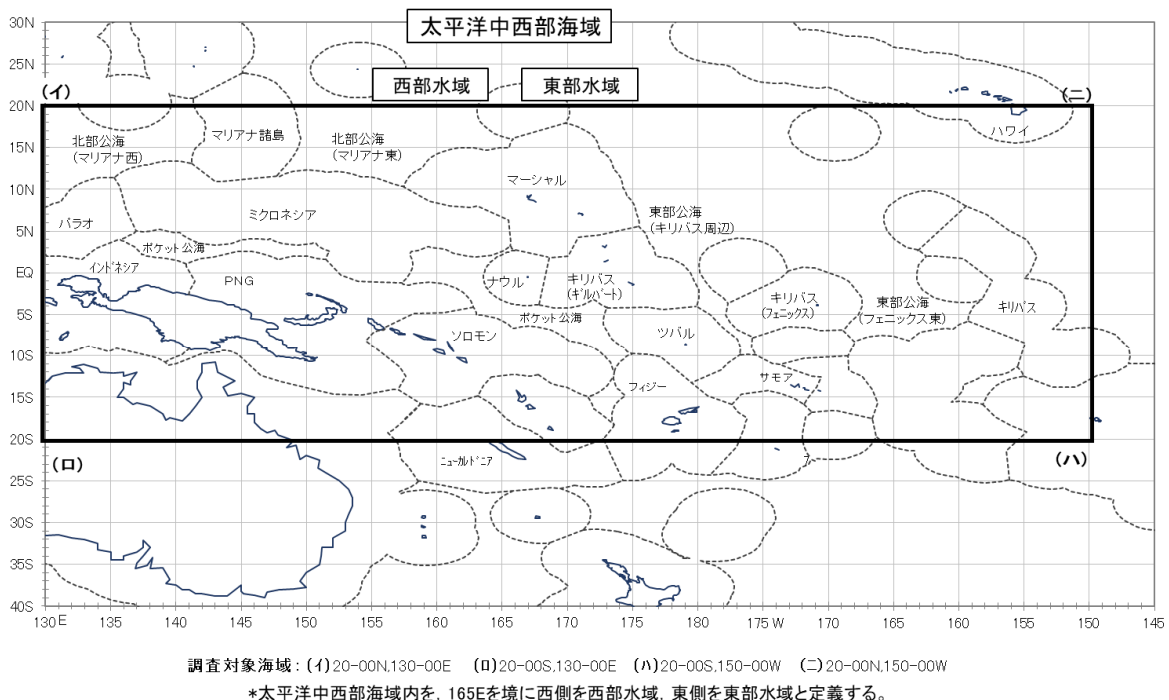 太平洋中西部海域
西部水域
東部水域
30N
25N
20N
15N
10N
5N
EQ
5S
10S
15S
20S
25S
30S
35S
40S
(イ)
(ニ)
ハワイ
マリアナ諸島
北部公海
(マリアナ西)
北部公海
(マリアナ東)
マーシャル
パラオ
ミクロネシア
東部公海
(キリバス周辺)
ポケット公海
インドネシア
PNG
ナウル
キリバス
(ギルバート)
キリバス
(フェニックス)
東部公海
(フェニックス東)
キリバス
ポケット公海
ソロモン
ツバル
フィジー
サモア
(ロ)
ニューカルドニア
(ハ)
130E
135
140
145
150
155
160
165
170
175
180
175W
170
165
160
155
150
145
調査対象海域：(イ)20-00N,130-00E (ロ)20-00S,130-00E (ハ)20-00S,150-00W (ニ)20-00N,150-00W
*太平洋中西部海域内を，165Eを境に西側を西部水域，東側を東部水域と定義する。